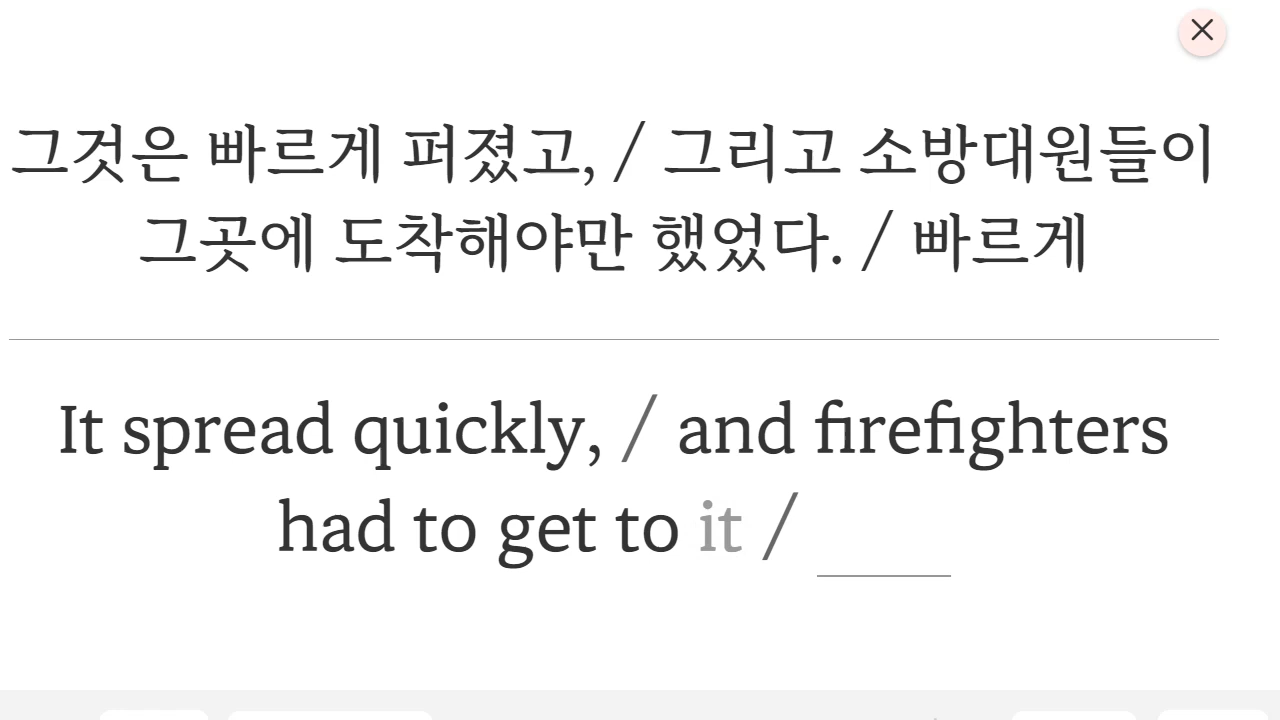 그것은 빠르게 퍼졌고, / 그리고 소방대원들이
그곳에 도착해야만 했었다. / 빠르게
It spread quickly, / and firefighters
had to get to it / ____